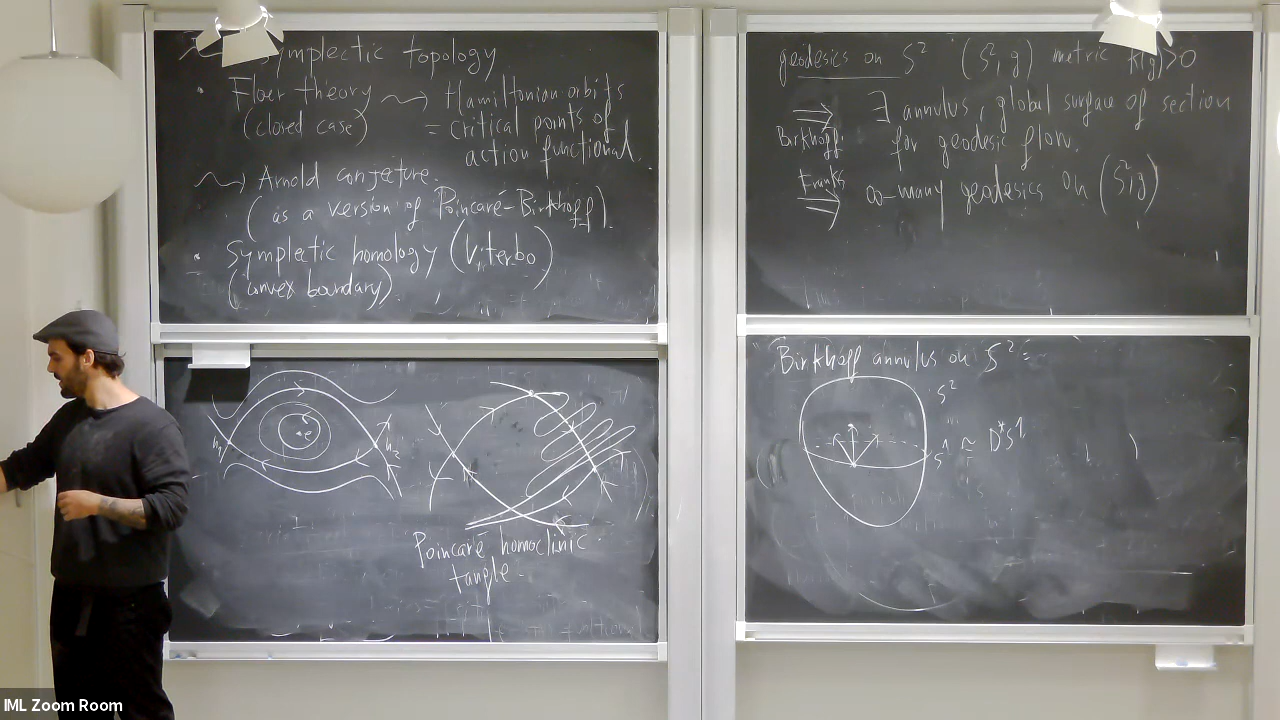 symplectic topology
• Floer theory ⇝ Hamiltonian orbits
(closed case) = critical points of
action functional.
⇝ Arnold conjecture.
(as a version of Poincaré-Birkhoff).
• Symplectic homology (Viterbo)
(convex boundary)
h1
e
h2
Poincaré homoclinic
tangle.
geodesics on S² (S², g) metric K(g)>0
⇒ ∃ annulus, global surface of section
Birkhoff for geodesic flow.
Franks
⇒ ∞-many geodesics on (S², g)
Birkhoff annulus on S² =
S²
S¹ ≅ D*S¹
IML Zoom Room